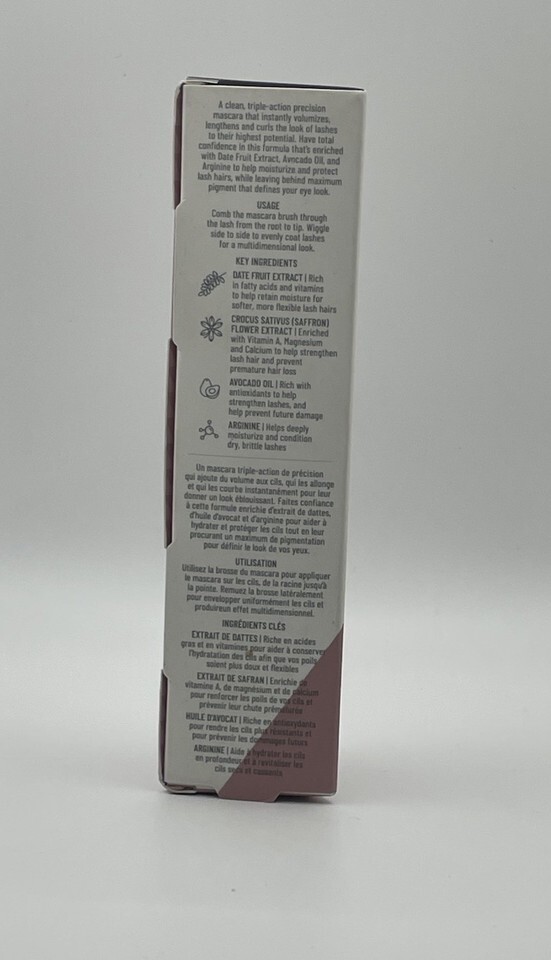 A clean, triple-action precision
mascara that instantly volumizes,
lengthens and curls the look of lashes
to their highest potential. Have total
confidence in this formula that's enriched
with Date Fruit Extract, Avocado Oil, and
Arginine to help moisturize and protect
lash hairs, while leaving behind maximum
pigment that defines your eye look.
USAGE
Comb the mascara brush through
the lash from the root to tip. Wiggle
side to side to evenly coat lashes
for a multidimensional look.
KEY INGREDIENTS
DATE FRUIT EXTRACT | Rich
in fatty acids and vitamins
to help retain moisture for
softer, more flexible lash hairs
CROCUS SATIVUS (SAFFRON)
FLOWER EXTRACT | Enriched
with Vitamin A, Magnesium
and Calcium to help strengthen
lash hair and prevent
premature hair loss
AVOCADO OIL | Rich with
antioxidants to help
strengthen lashes, and
help prevent future damage
ARGININE | Helps deeply
moisturize and condition
dry, brittle lashes
Un mascara triple-action de précision
qui ajoute du volume aux cils, qui les allonge
et qui les courbe instantanément pour leur
donner un look éblouissant. Faites confiance
à cette formule enrichie d'extrait de dattes,
d'huile d'avocat et d'arginine pour aider à
hydrater et protéger les cils tout en leur
procurant un maximum de pigmentation
pour définir le look de vos yeux.
UTILISATION
Utilisez la brosse du mascara pour appliquer
le mascara sur les cils, de la racine jusqu'à
la pointe. Remuez la brosse latéralement
pour envelopper uniformément les cils et
produireun effet multidimensionnel.
INGRÉDIENTS CLÉS
EXTRAIT DE DATTES | Riche en acides
gras et en vitamines pour aider à conserver
l'hydratation des cils afin que vos poils
soient plus doux et flexibles
EXTRAIT DE SAFRAN | Enrichie de
vitamine A, de magnésium et de calcium
pour renforcer les poils de vos cils et
prévenir leur chute prématurée
HUILE D'AVOCAT | Riche en antioxydants
pour rendre les cils plus résistants et
pour prévenir les dommages futurs
ARGININE | Aide à hydrater les cils
en profondeur et à revitaliser les
cils secs et cassants